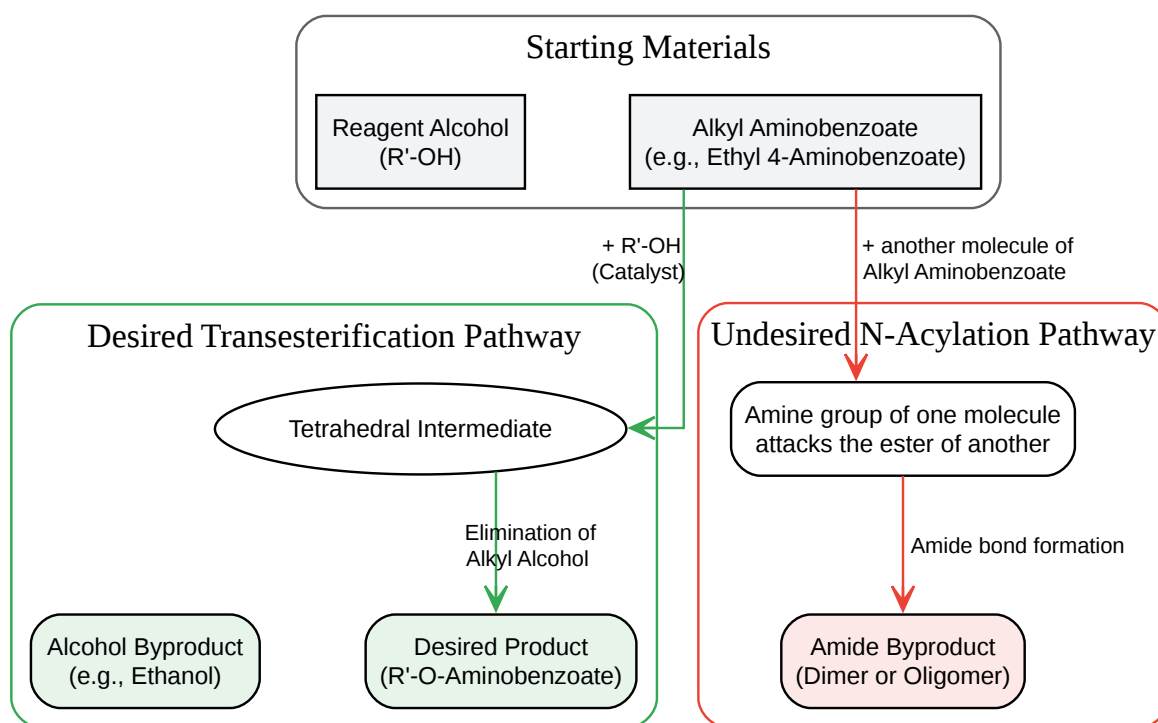 Starting Materials
Reagent Alcohol
(R'-OH)
Alkyl Aminobenzoate
(e.g., Ethyl 4-Aminobenzoate)
+ R'-OH
(Catalyst)
+ another molecule of
Alkyl Aminobenzoate
Desired Transesterification Pathway
Tetrahedral Intermediate
Elimination of
Alkyl Alcohol
Alcohol Byproduct
(e.g., Ethanol)
Desired Product
(R'-O-Aminobenzoate)
Undesired N-Acylation Pathway
Amine group of one molecule
attacks the ester of another
Amide bond formation
Amide Byproduct
(Dimer or Oligomer)